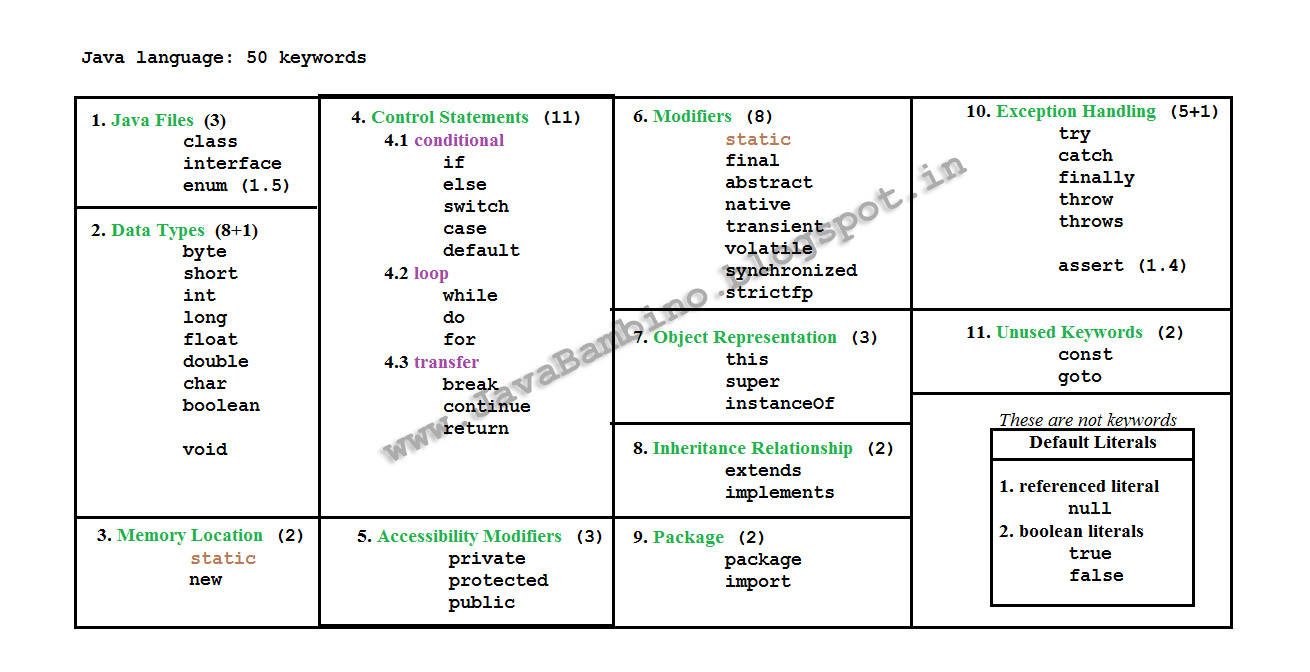 Java language: 50 keywords
1. Java Files (3)
class
interface
enum (1.5)
2. Data Types (8+1)
byte
short
int
long
float
double
char
boolean
void
3. Memory Location (2)
static
new
4. Control Statements (11)
4.1 conditional
if
else
switch
case
default
4.2 loop
while
do
for
4.3 transfer
break
continue
return
5. Accessibility Modifiers (3)
private
protected
public
6. Modifiers (8)
static
final
abstract
native
transient
volatile
synchronized
strictfp
7. Object Representation (3)
this
super
instanceOf
8. Inheritance Relationship (2)
extends
implements
9. Package (2)
package
import
10. Exception Handling (5+1)
try
catch
finally
throw
throws
assert (1.4)
11. Unused Keywords (2)
const
goto
These are not keywords
Default Literals
1. referenced literal
null
2. boolean literals
true
false
www.JavaBambino.blogspot.in